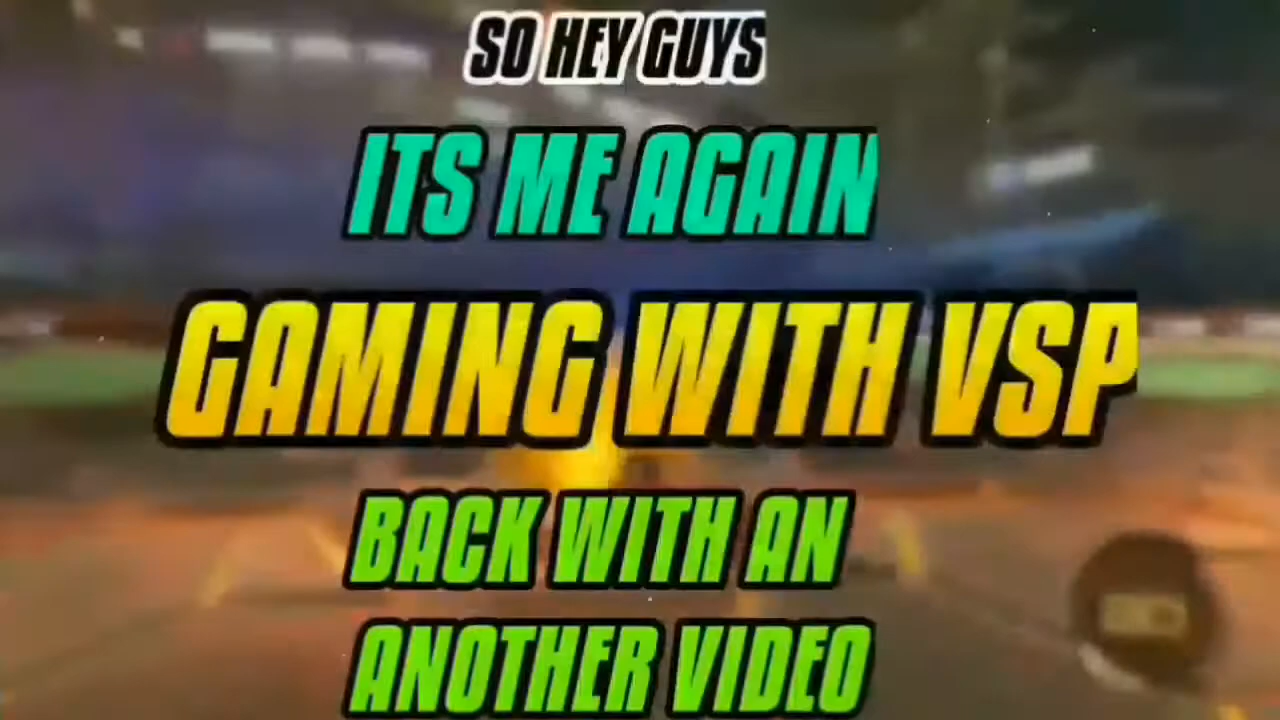 SO HEY GUYS
ITS ME AGAIN
GAMING WITH VSP
BACK WITH AN
ANOTHER VIDEO